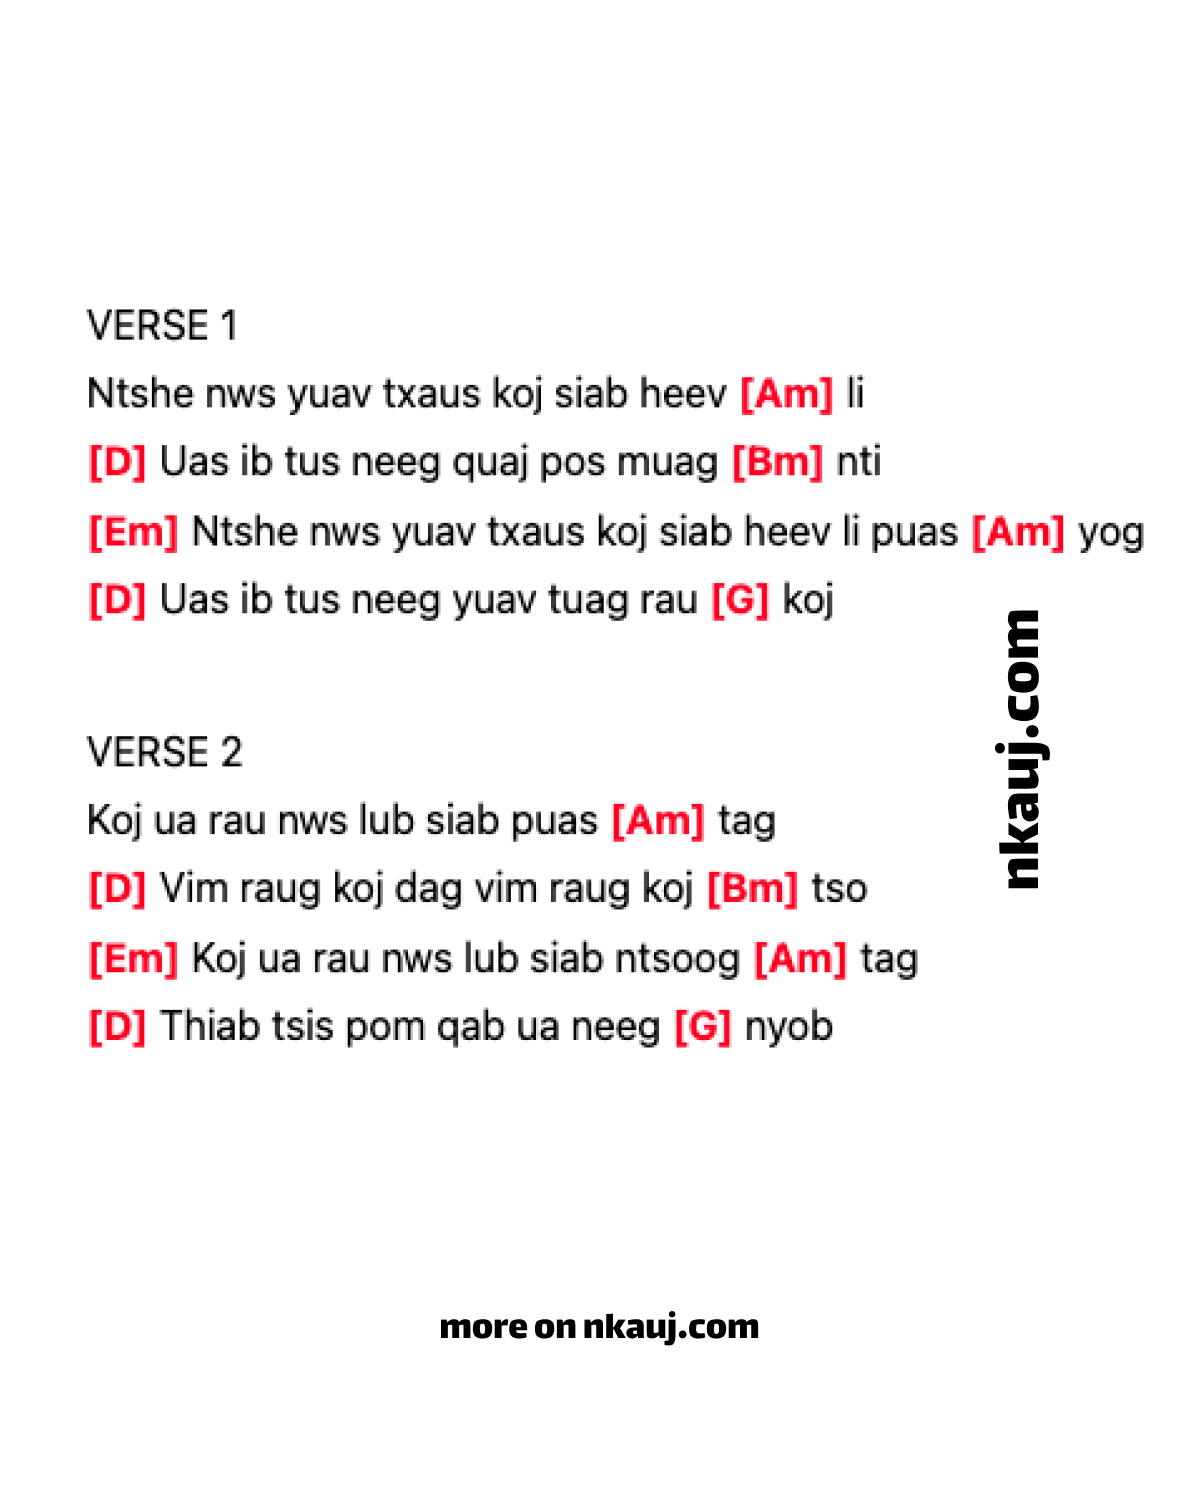 VERSE 1
Ntshe nws yuav txaus koj siab heev [Am] li
[D] Uas ib tus neeg quaj pos muag [Bm] nti
[Em] Ntshe nws yuav txaus koj siab heev li puas [Am] yog
[D] Uas ib tus neeg yuav tuag rau [G] koj
VERSE 2
Koj ua rau nws lub siab puas [Am] tag
[D] Vim raug koj dag vim raug koj [Bm] tso
[Em] Koj ua rau nws lub siab ntsoog [Am] tag
[D] Thiab tsis pom qab ua neeg [G] nyob
nkauj.com
more on nkauj.com